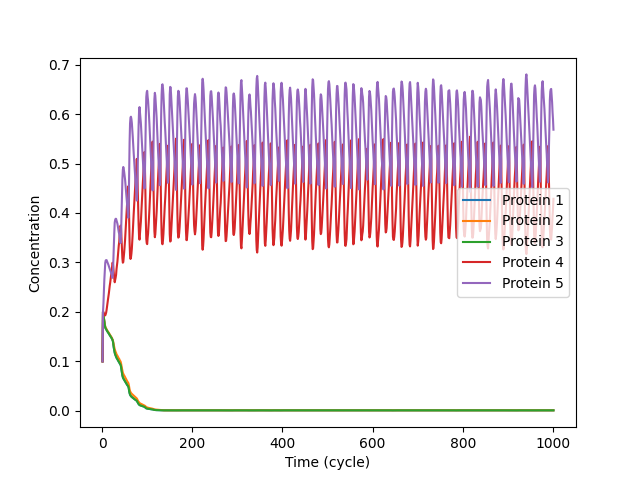 0.7
0.6
0.5
0.4
0.3
0.2
0.1
0.0
Concentration
0
200
400
600
800
1000
Time (cycle)
Protein 1
Protein 2
Protein 3
Protein 4
Protein 5